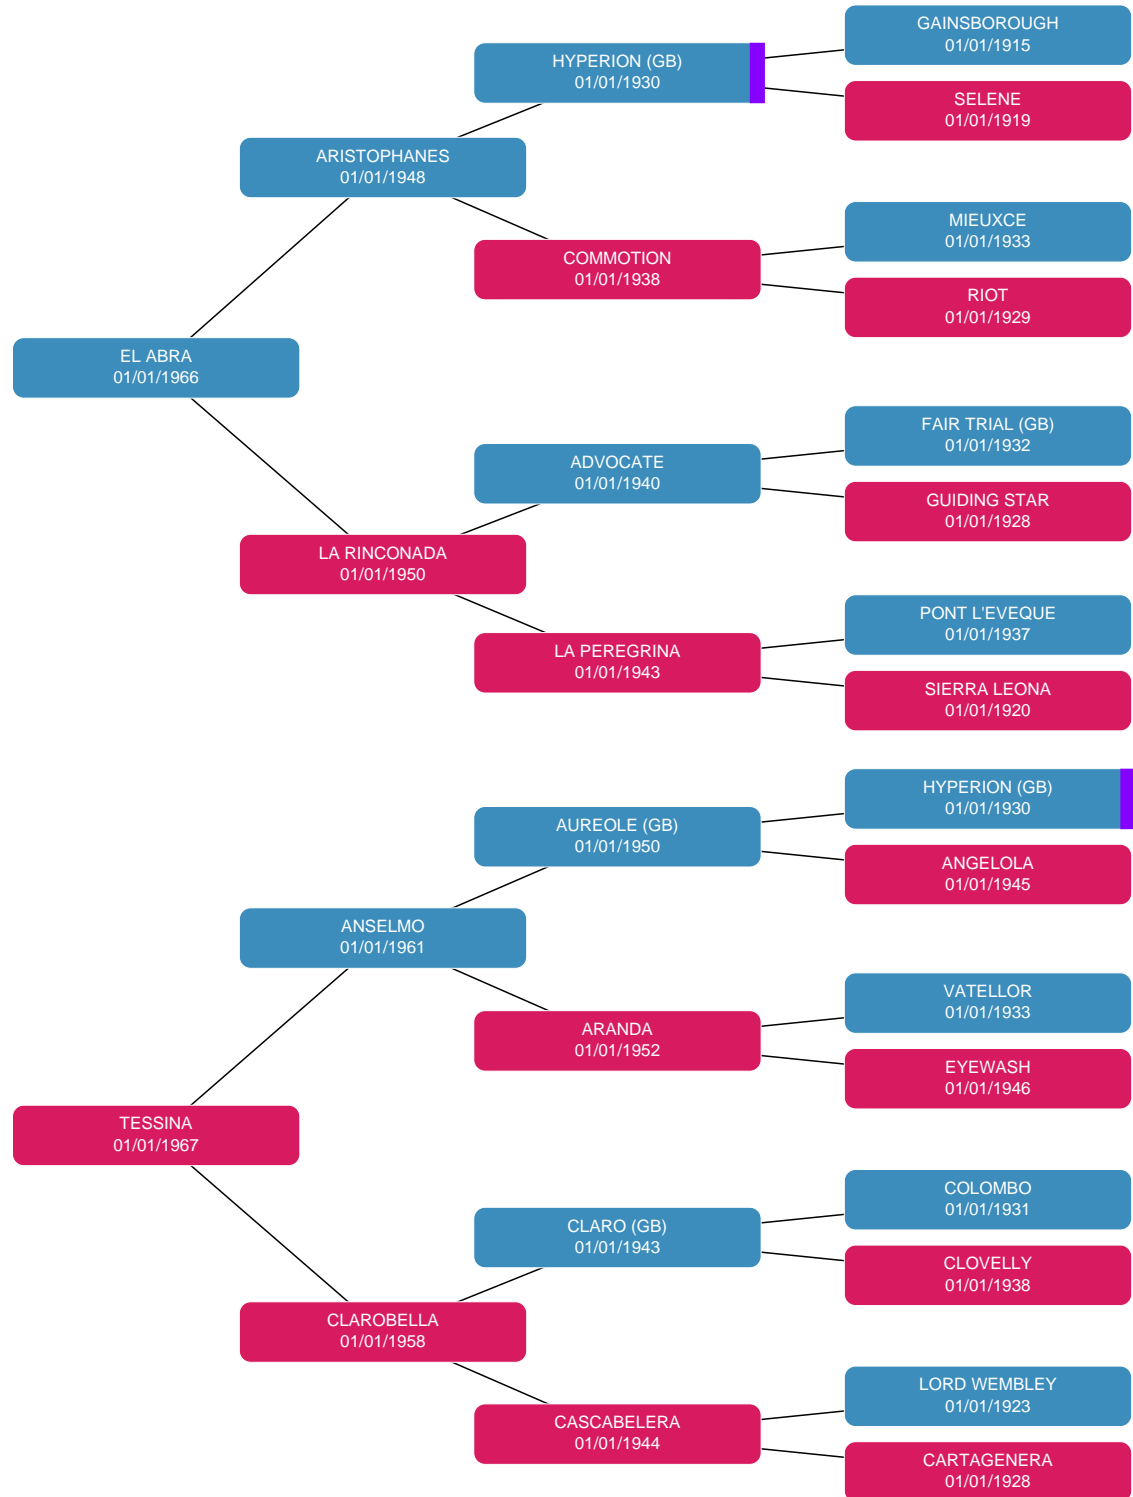 GAINSBOROUGH
01/01/1915
HYPERION (GB)
01/01/1930
SELENE
01/01/1919
ARISTOPHANES
01/01/1948
MIEUXCE
01/01/1933
COMMOTION
01/01/1938
RIOT
01/01/1929
EL ABRA
01/01/1966
FAIR TRIAL (GB)
01/01/1932
ADVOCATE
01/01/1940
GUIDING STAR
01/01/1928
LA RINCONADA
01/01/1950
PONT L'EVEQUE
01/01/1937
LA PEREGRINA
01/01/1943
SIERRA LEONA
01/01/1920
HYPERION (GB)
01/01/1930
AUREOLE (GB)
01/01/1950
ANGELOLA
01/01/1945
ANSELMO
01/01/1961
VATELLOR
01/01/1933
ARANDA
01/01/1952
EYEWASH
01/01/1946
TESSINA
01/01/1967
COLOMBO
01/01/1931
CLARO (GB)
01/01/1943
CLOVELLY
01/01/1938
CLAROBELLA
01/01/1958
LORD WEMBLEY
01/01/1923
CASCABELERA
01/01/1944
CARTAGENERA
01/01/1928